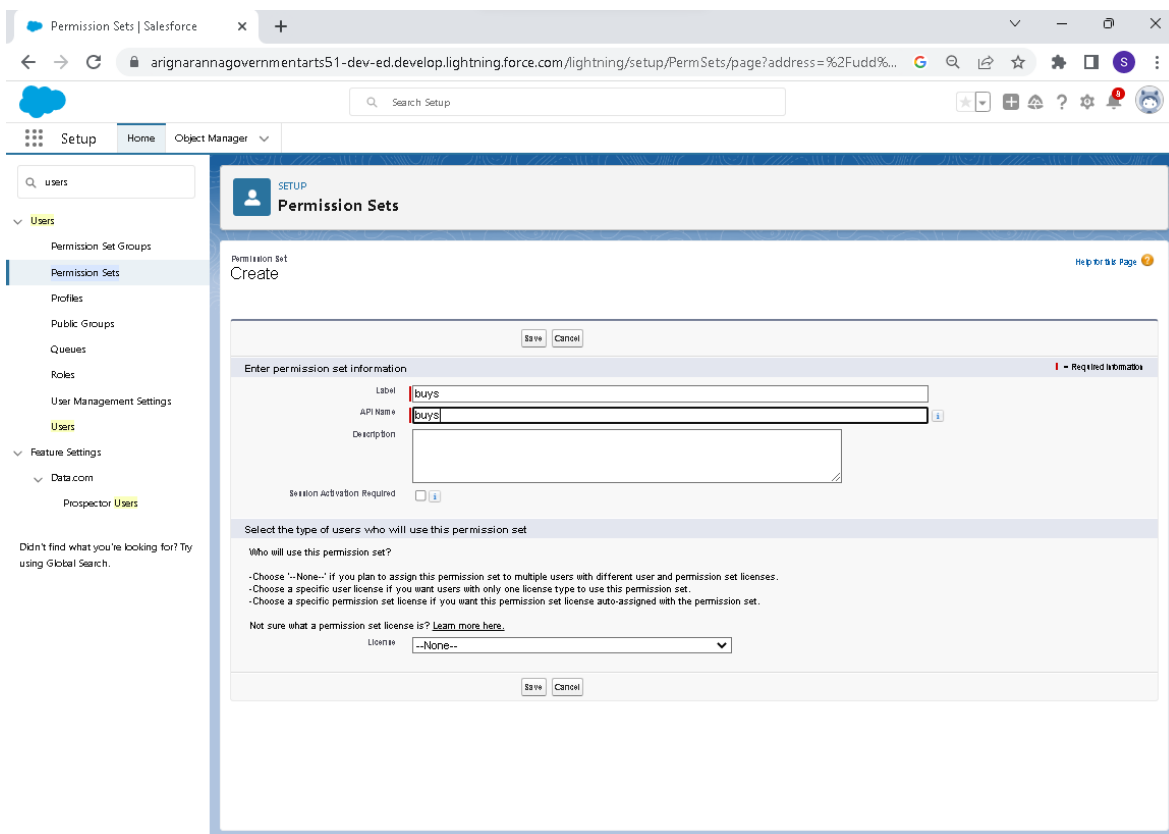 Permission Sets | Salesforce
arignarannagovernmentarts51-dev-ed.develop.lightning.force.com/lightning/setup/PermSets/page?address=%2Fudd%...
S
Search Setup
8
Setup
Home
Object Manager
users
Users
Permission Set Groups
Permission Sets
Profiles
Public Groups
Queues
Roles
User Management Settings
Users
Feature Settings
Data.com
Prospector Users
Didn't find what you're looking for? Try
using Global Search.
SETUP
Permission Sets
Permission Set
Create
Help for this Page
Save Cancel
Enter permission set information
= Required Information
Label buys
API Name buys
Description
Session Activation Required
Select the type of users who will use this permission set
Who will use this permission set?
-Choose '--None--' if you plan to assign this permission set to multiple users with different user and permission set licenses.
-Choose a specific user license if you want users with only one license type to use this permission set.
-Choose a specific permission set license if you want this permission set license auto-assigned with the permission set.
Not sure what a permission set license is? Learn more here.
License --None--
Save Cancel